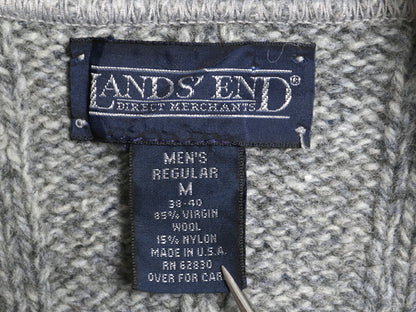 LANDS' END®
DIRECT MERCHANTS
MEN'S
REGULAR
M
38-40
85% VIRGIN
WOOL
15% NYLON
MADE IN U.S.A.
RN 62830
OVER FOR CARE